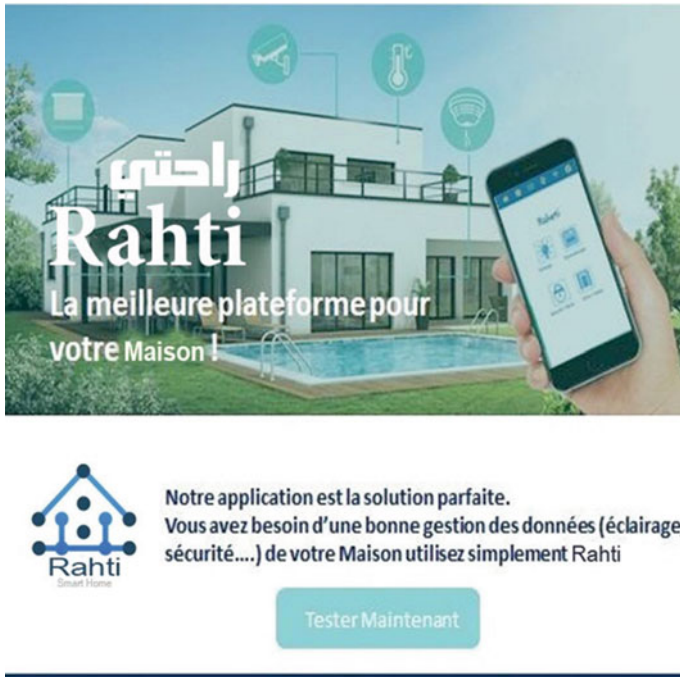 راحتي
Rahti
La meilleure plateforme pour
votre Maison !
Rahti
Notre application est la solution parfaite.
Vous avez besoin d'une bonne gestion des données (éclairage
sécurité....) de votre Maison utilisez simplement Rahti
Rahti
Smart Home
Tester Maintenant